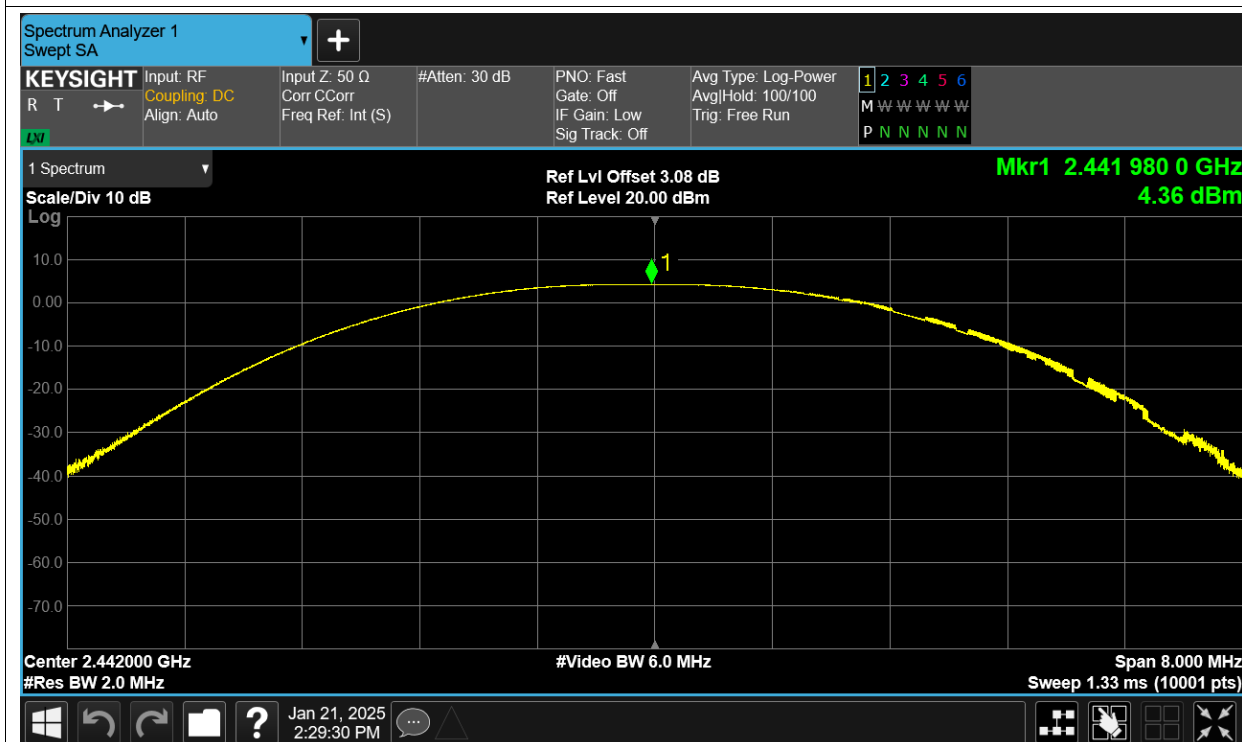 Spectrum Analyzer 1
Swept SA
KEYSIGHT
R T
LXI
Input: RF
Coupling: DC
Align: Auto
Input Z: 50 Ω
Corr CCorr
Freq Ref: Int (S)
#Atten: 30 dB
PNO: Fast
Gate: Off
IF Gain: Low
Sig Track: Off
Avg Type: Log-Power
Avg|Hold: 100/100
Trig: Free Run
1 2 3 4 5 6
M W W W W W
P N N N N N
1 Spectrum
Scale/Div 10 dB
Log
Ref Lvl Offset 3.08 dB
Ref Level 20.00 dBm
Mkr1 2.441 980 0 GHz
4.36 dBm
1
10.0
0.00
-10.0
-20.0
-30.0
-40.0
-50.0
-60.0
-70.0
Center 2.442000 GHz
#Res BW 2.0 MHz
#Video BW 6.0 MHz
Span 8.000 MHz
Sweep 1.33 ms (10001 pts)
?
Jan 21, 2025
2:29:30 PM